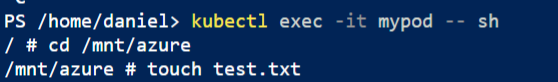 PS /home/daniel> kubectl exec -it mypod -- sh
/ # cd /mnt/azure
/mnt/azure # touch test.txt